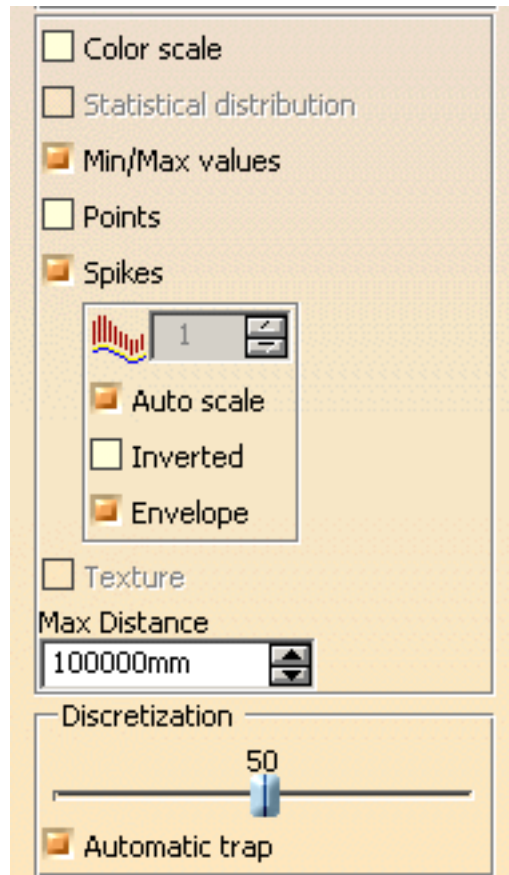 Color scale
Statistical distribution
Min/Max values
Points
Spikes
1
Auto scale
Inverted
Envelope
Texture
Max Distance
100000mm
Discretization
50
Automatic trap